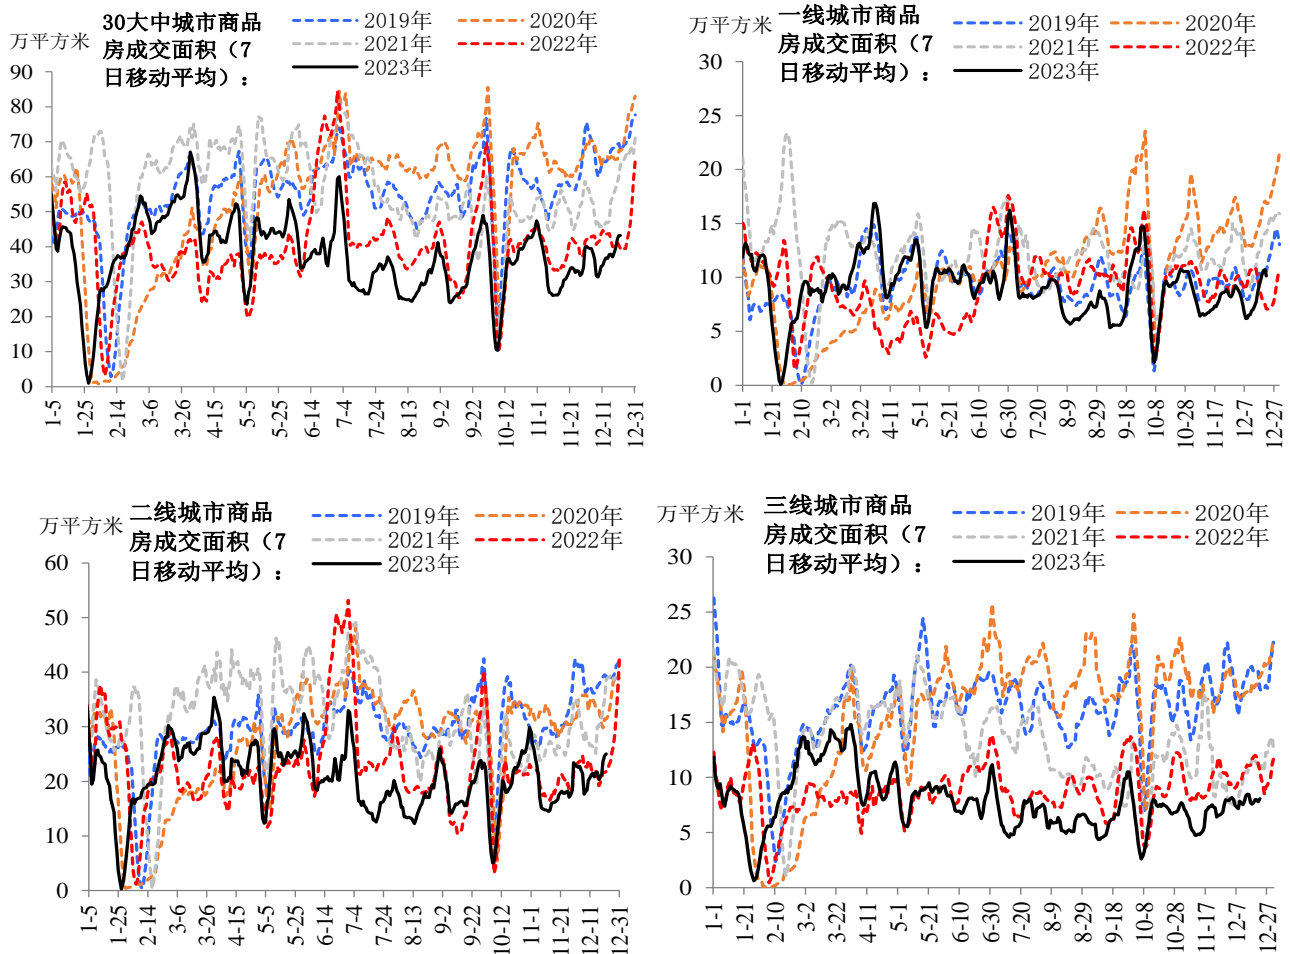 30大中城市商品
房成交面积（7
日移动平均）：
万平方米
2019年
2020年
2021年
2022年
2023年
90
80
70
60
50
40
30
20
10
0
1-5
1-25
2-14
3-6
3-26
4-15
5-5
5-25
6-14
7-4
7-24
8-13
9-2
9-22
10-12
11-1
11-21
12-11
12-31
一线城市商品
房成交面积（7
日移动平均）：
万平方米
2019年
2020年
2021年
2022年
2023年
30
25
20
15
10
5
0
1-1
1-21
2-10
3-2
3-22
4-11
5-1
5-21
6-10
6-30
7-20
8-9
8-29
9-18
10-8
10-28
11-17
12-7
12-27
二线城市商品
房成交面积（7
日移动平均）：
万平方米
2019年
2020年
2021年
2022年
2023年
60
50
40
30
20
10
0
1-5
1-25
2-14
3-6
3-26
4-15
5-5
5-25
6-14
7-4
7-24
8-13
9-2
9-22
10-12
11-1
11-21
12-11
12-31
三线城市商品
房成交面积（7
日移动平均）：
万平方米
2019年
2020年
2021年
2022年
2023年
30
25
20
15
10
5
0
1-1
1-21
2-10
3-2
3-22
4-11
5-1
5-21
6-10
6-30
7-20
8-9
8-29
9-18
10-8
10-28
11-17
12-7
12-27